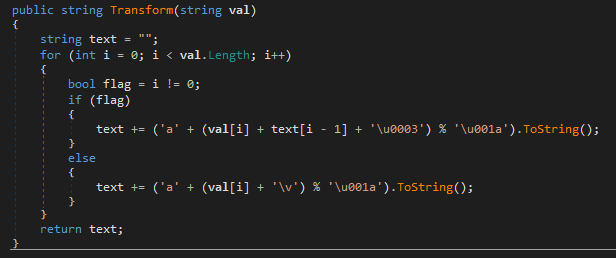 public string Transform(string val)
{
string text = "";
for (int i = 0; i < val.Length; i++)
{
bool flag = i != 0;
if (flag)
{
text += ('a' + (val[i] + text[i - 1] + '\u0003') % '\u001a').ToString();
}
else
{
text += ('a' + (val[i] + '\v') % '\u001a').ToString();
}
}
return text;
}